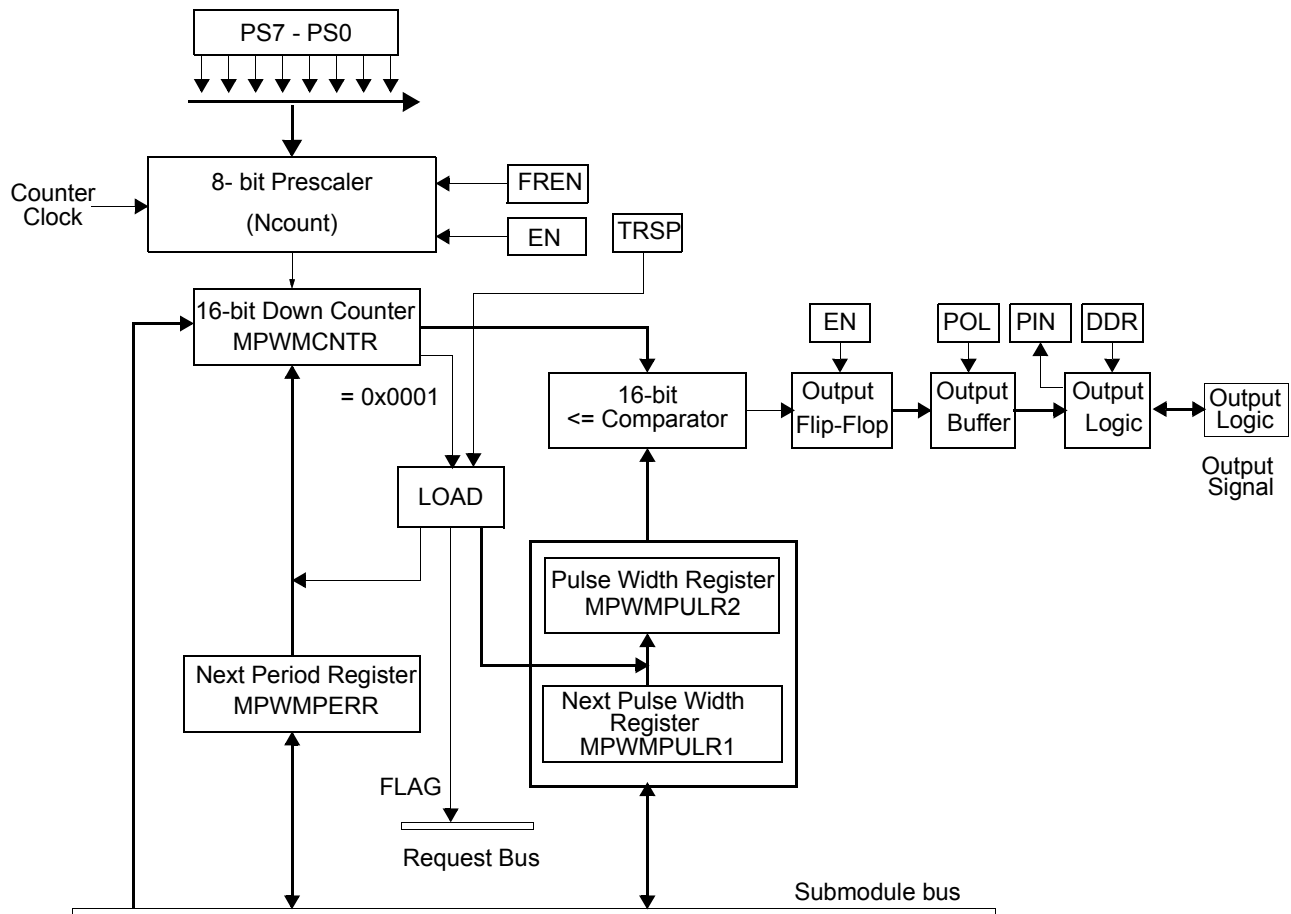 PS7 - PS0
8- bit Prescaler
(Ncount)
Counter
Clock
FREN
EN
TRSP
16-bit Down Counter
MPWMCNTR
= 0x0001
LOAD
16-bit
<= Comparator
EN
POL
PIN
DDR
Output
Flip-Flop
Output
Buffer
Output
Logic
Output
Logic
Output
Signal
Pulse Width Register
MPWMPULR2
Next Period Register
MPWMPERR
Next Pulse Width
Register
MPWMPULR1
FLAG
Request Bus
Submodule bus